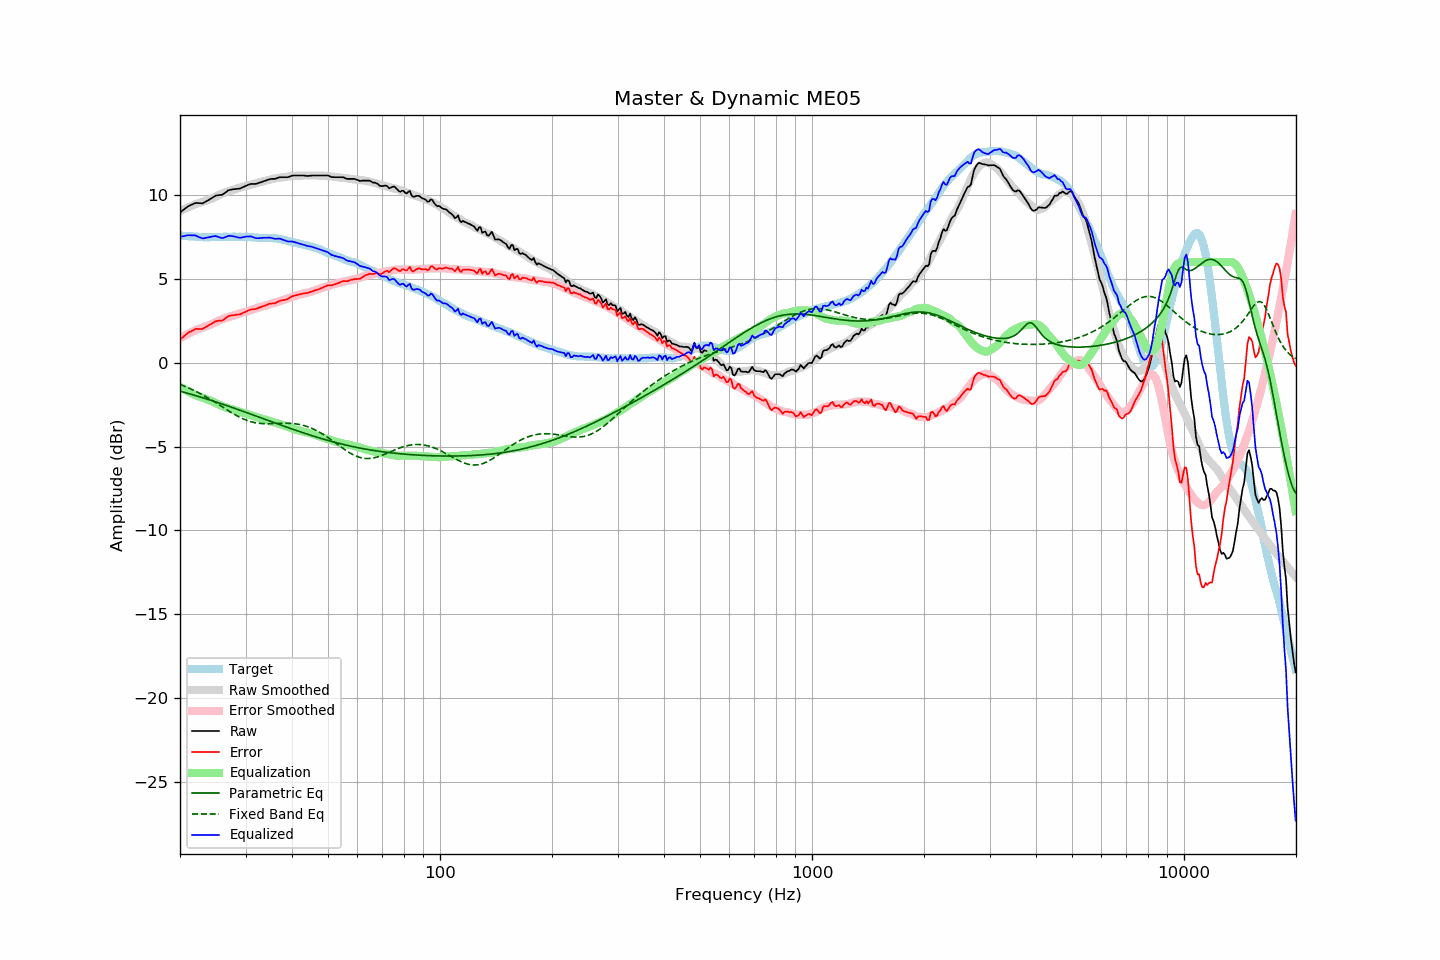 Master & Dynamic ME05
10
5
0
−5
−10
−15
−20
−25
Amplitude (dBr)
Target
Raw Smoothed
Error Smoothed
Raw
Error
Equalization
Parametric Eq
Fixed Band Eq
Equalized
100
1000
10000
Frequency (Hz)